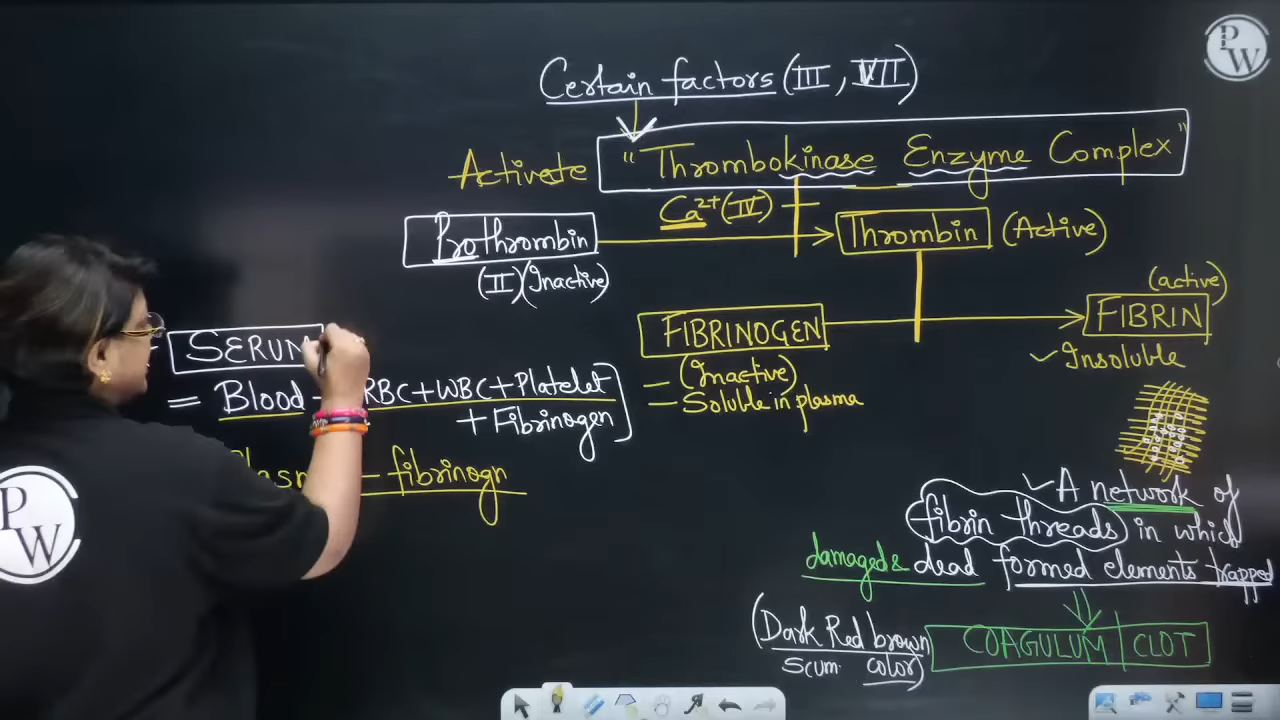 Certain factors (III, VII)
Activate "Thrombokinase Enzyme Complex"
Ca²⁺ (IV)
Prothrombin
Thrombin (Active)
(II) (Inactive)
(active)
FIBRINOGEN
FIBRIN
SERUM
(Inactive)
✓ Insoluble
= Blood - RBC+WBC+Platelet
+ Fibrinogen
— Soluble in plasma
- fibrinogn
✓ A network of
fibrin threads in which
damaged & dead formed elements trapped
(Dark Red brown
scum color)
COAGULUM | CLOT
PW
PW